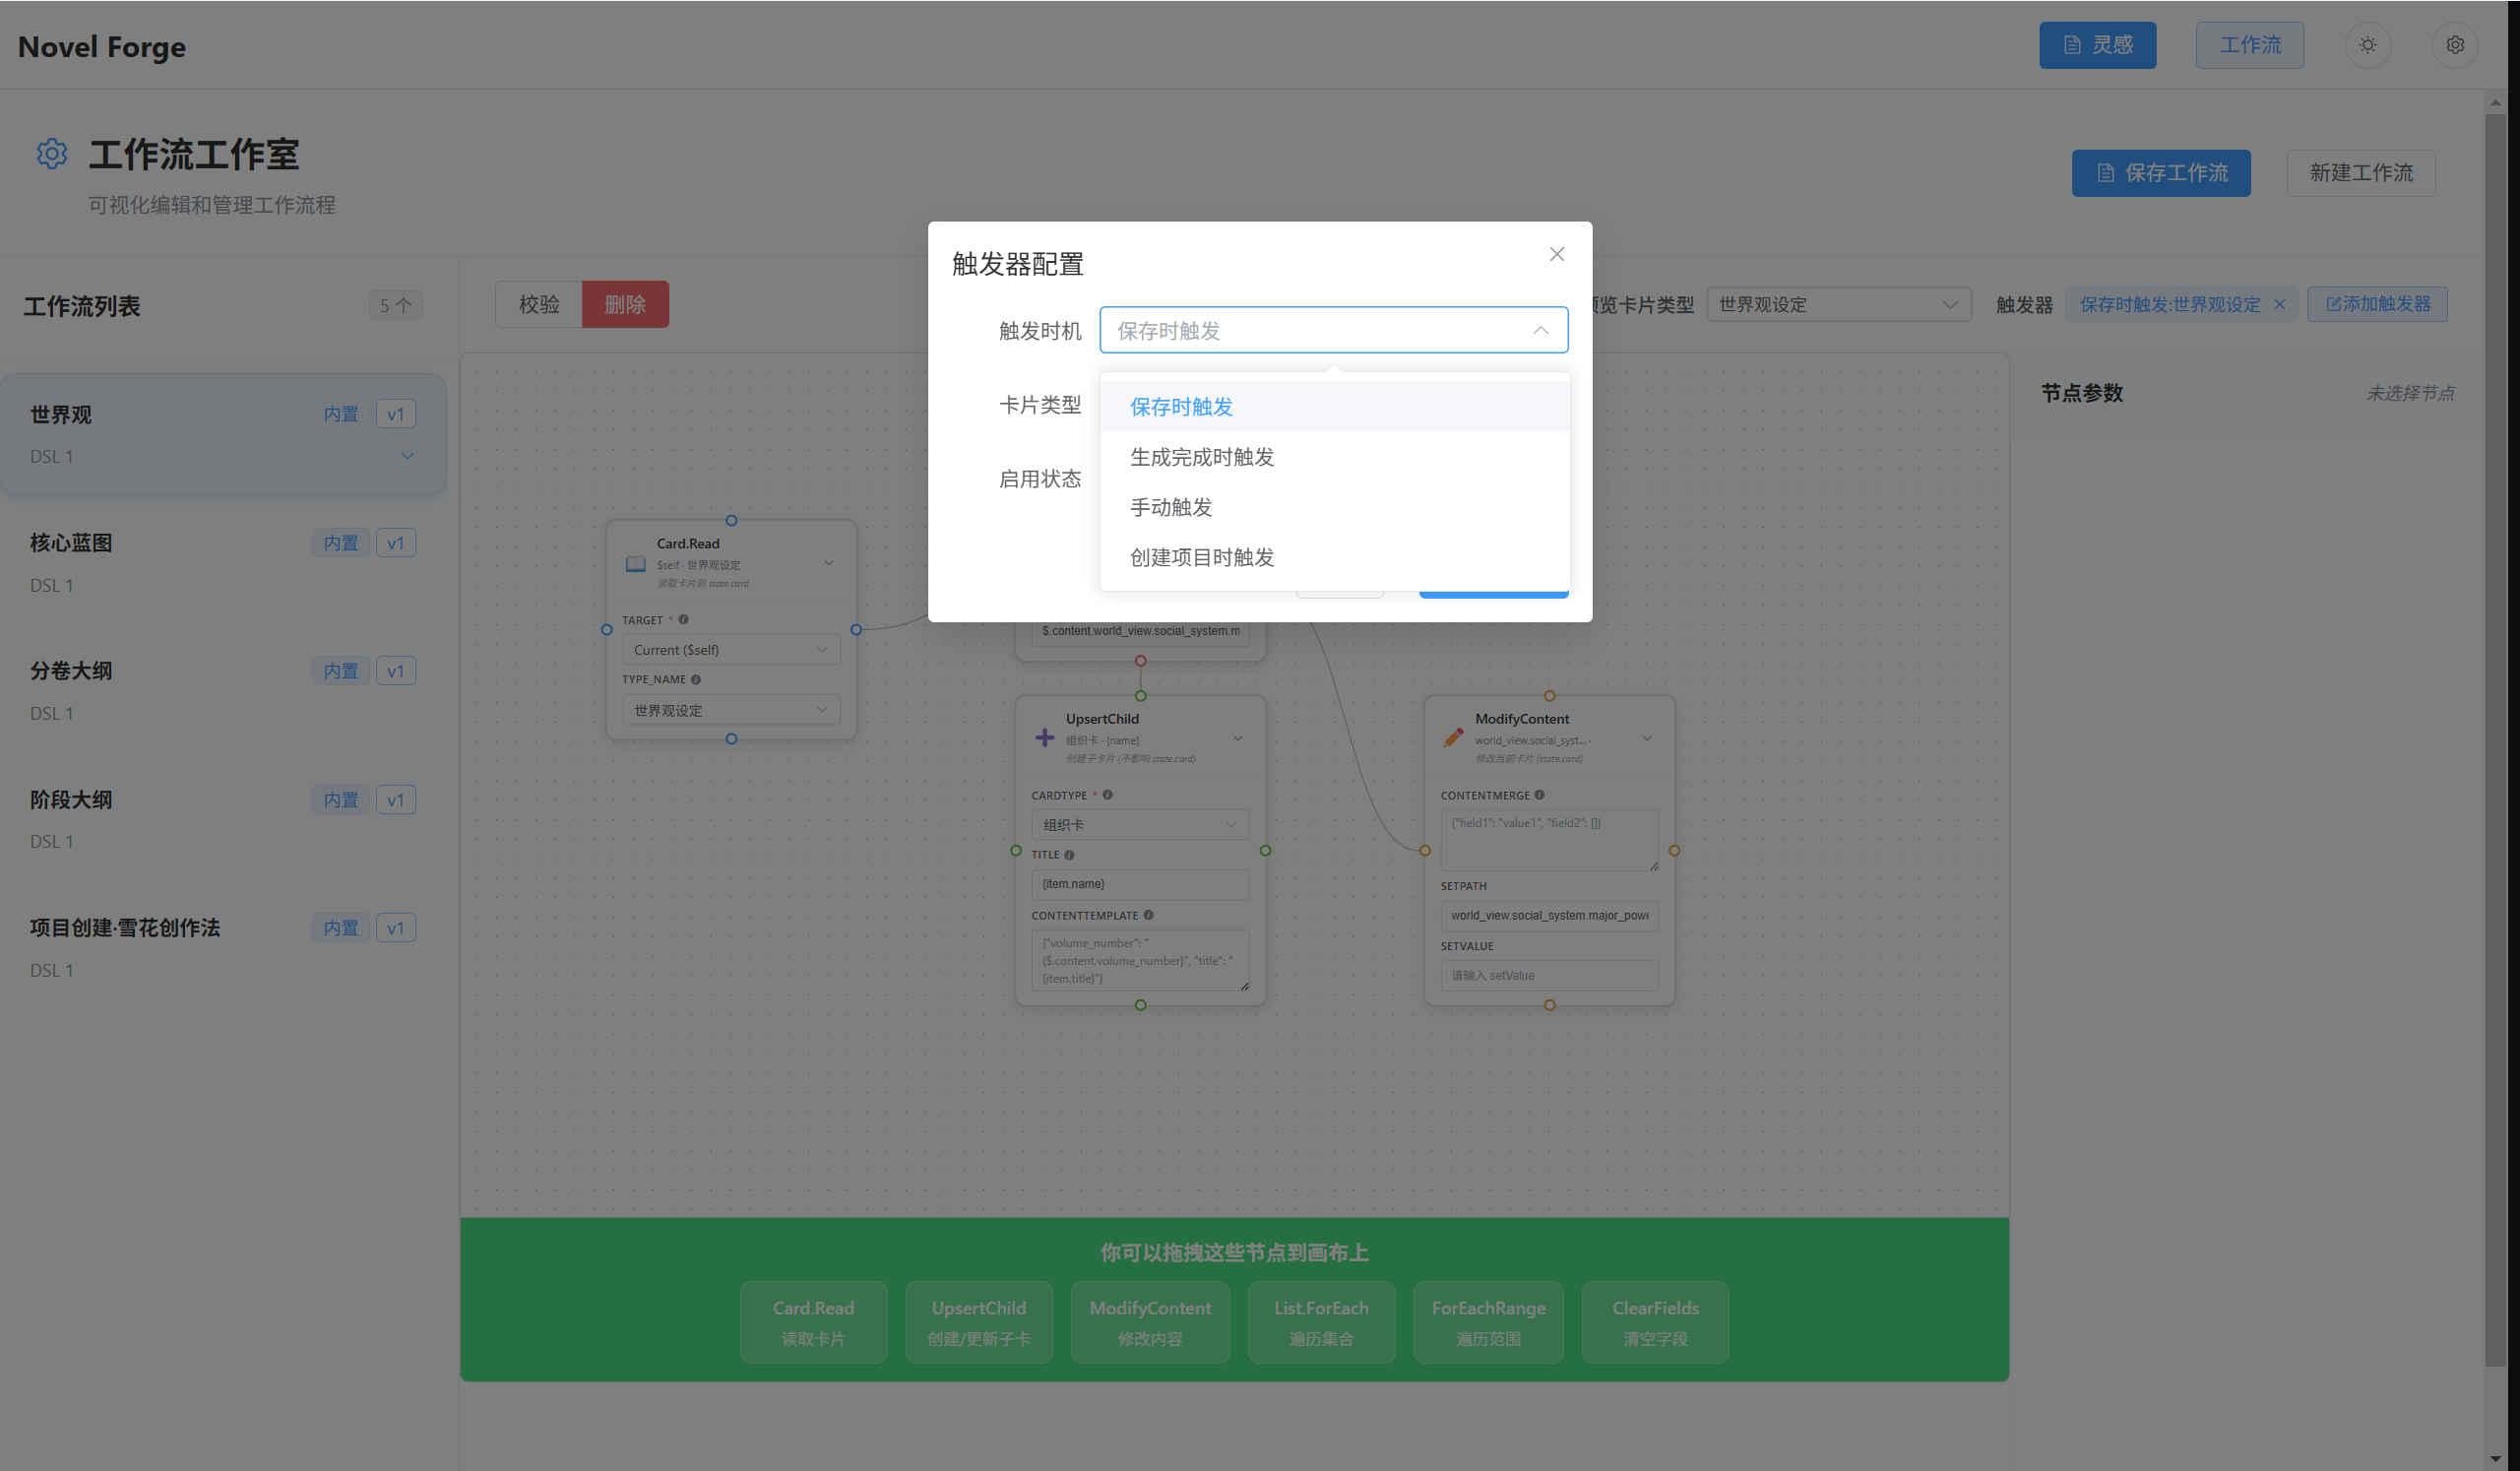 Novel Forge
灵感
工作流
工作流工作室
可视化编辑和管理工作流程
保存工作流
新建工作流
工作流列表
5 个
校验
删除
览卡片类型
世界观设定
触发器
保存时触发:世界观设定
添加触发器
世界观
内置
v1
DSL 1
核心蓝图
内置
v1
DSL 1
分卷大纲
内置
v1
DSL 1
阶段大纲
内置
v1
DSL 1
项目创建·雪花创作法
内置
v1
DSL 1
触发器配置
触发时机
保存时触发
卡片类型
启用状态
保存时触发
生成完成时触发
手动触发
创建项目时触发
节点参数
未选择节点
Card.Read
$self - 世界观设定
读取卡片到 state.card
TARGET *
Current ($self)
TYPE_NAME
世界观设定
$.content.world_view.social_system.m
UpsertChild
组织卡 - {name}
创建子卡片 (不影响 state.card)
CARDTYPE *
组织卡
TITLE
{item.name}
CONTENTTEMPLATE
{"volume_number": "
{$.content.volume_number}", "title": "
{item.title}"}
ModifyContent
world_view.social_syst... ·
修改当前卡片 (state.card)
CONTENTMERGE
{"field1": "value1", "field2": []}
SETPATH
world_view.social_system.major_powe
SETVALUE
请输入 setValue
你可以拖拽这些节点到画布上
Card.Read
读取卡片
UpsertChild
创建/更新子卡
ModifyContent
修改内容
List.ForEach
遍历集合
ForEachRange
遍历范围
ClearFields
清空字段